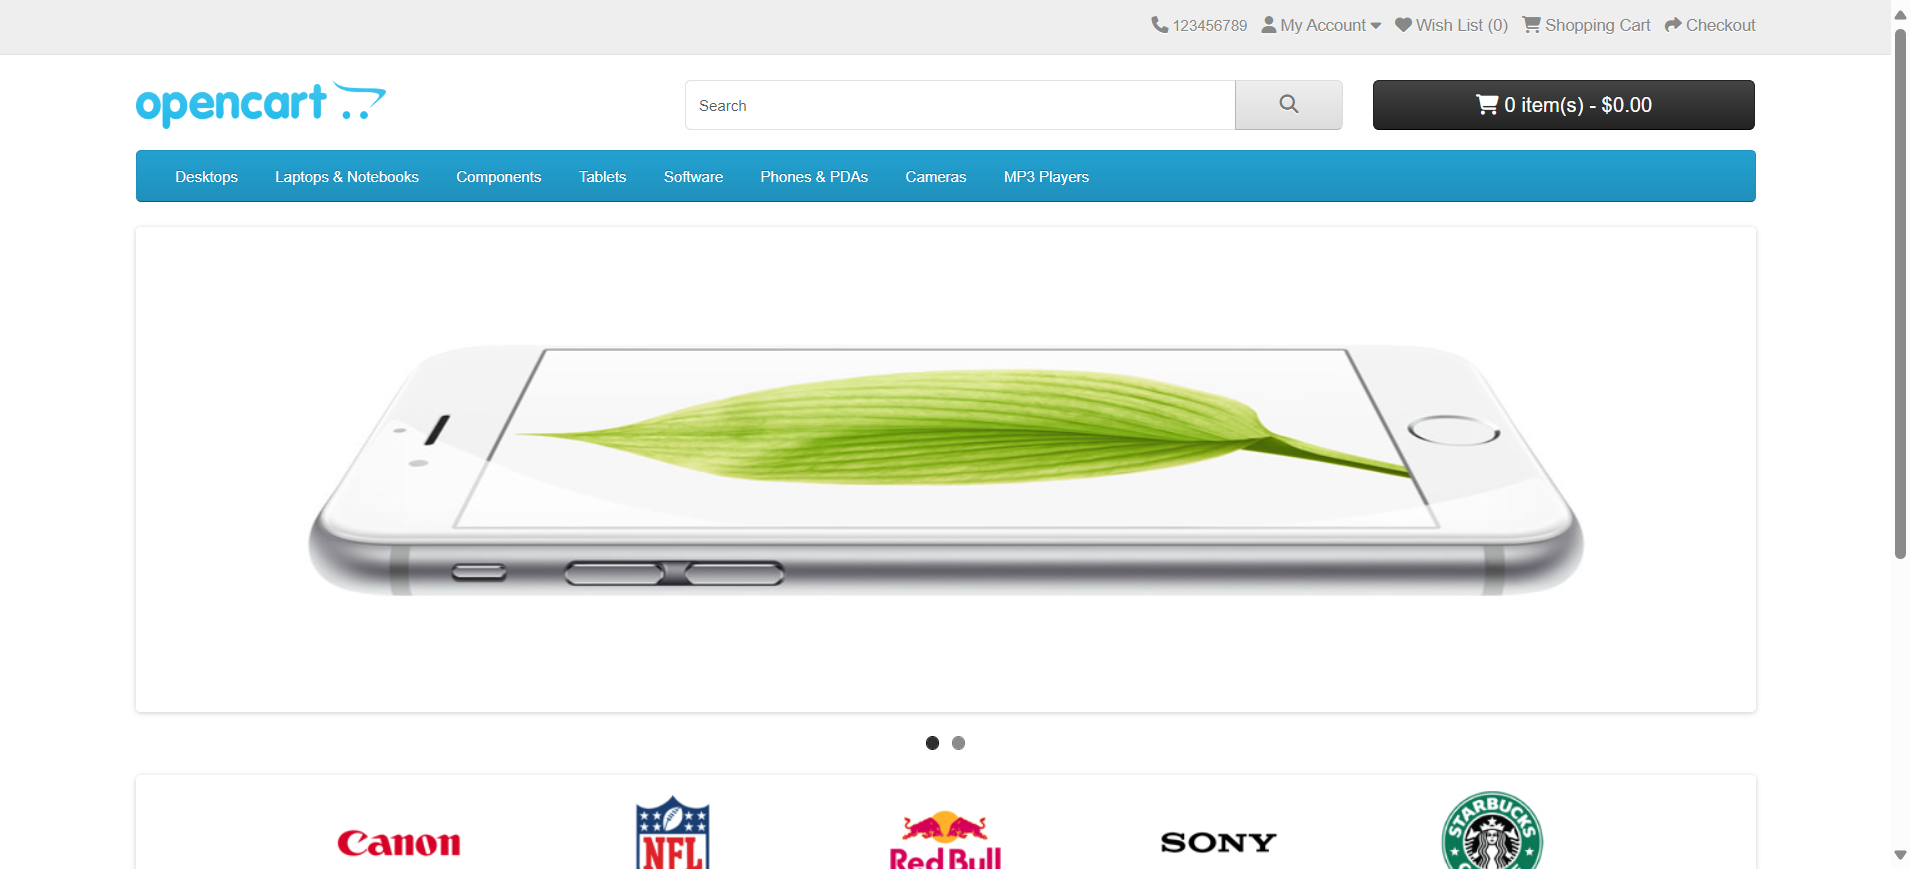 123456789 My Account Wish List (0) Shopping Cart Checkout
opencart
Search
0 item(s) - $0.00
Desktops Laptops & Notebooks Components Tablets Software Phones & PDAs Cameras MP3 Players
Canon
NFL
Red Bull
SONY
STARBUCKS